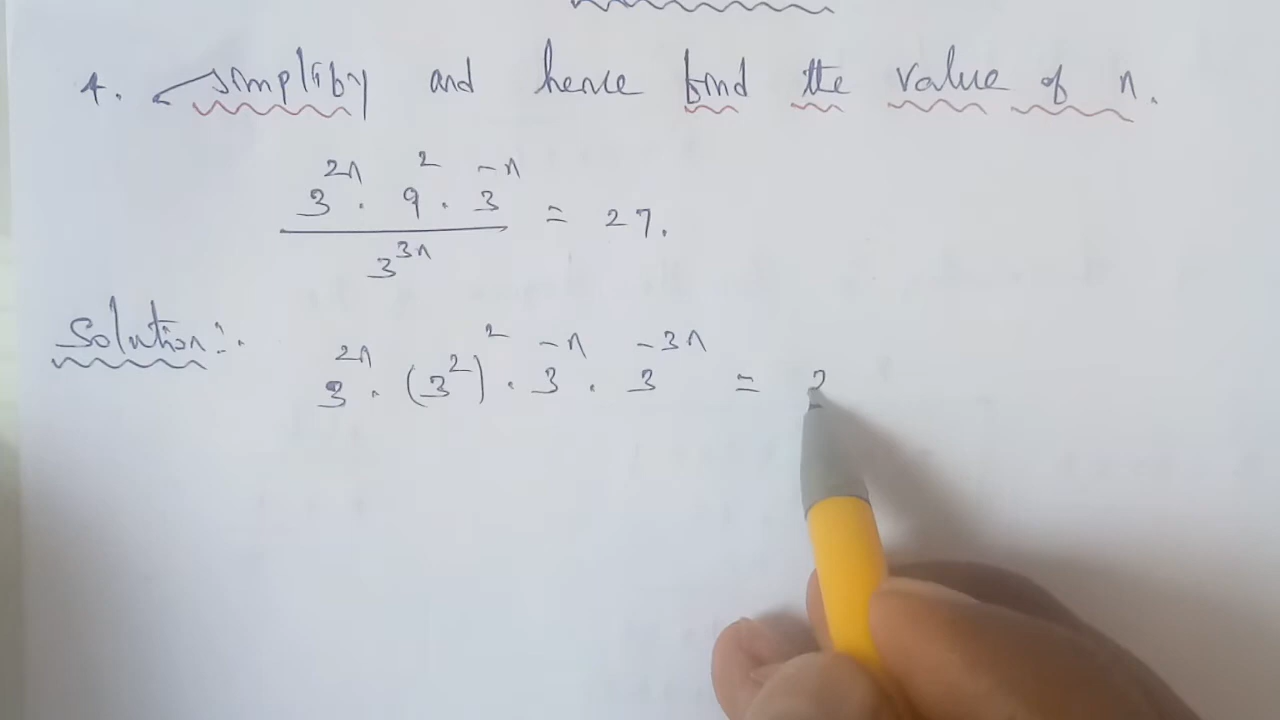 4. Simplify and hence find the value of n.
3^{2n} . 9^{2} . 3^{-n} / 3^{3n} = 27.
Solution:-
3^{2n} . (3^{2})^{2} . 3^{-n} . 3^{-3n} =